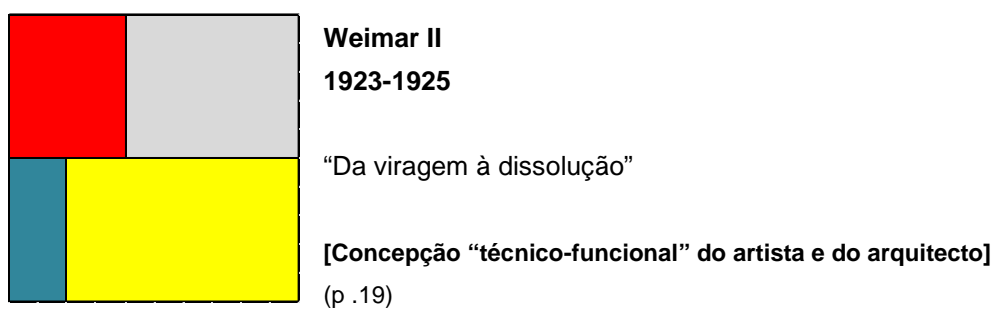 Weimar II
1923-1925
“Da viragem à dissolução”
[Concepção “técnico-funcional” do artista e do arquitecto]
(p .19)